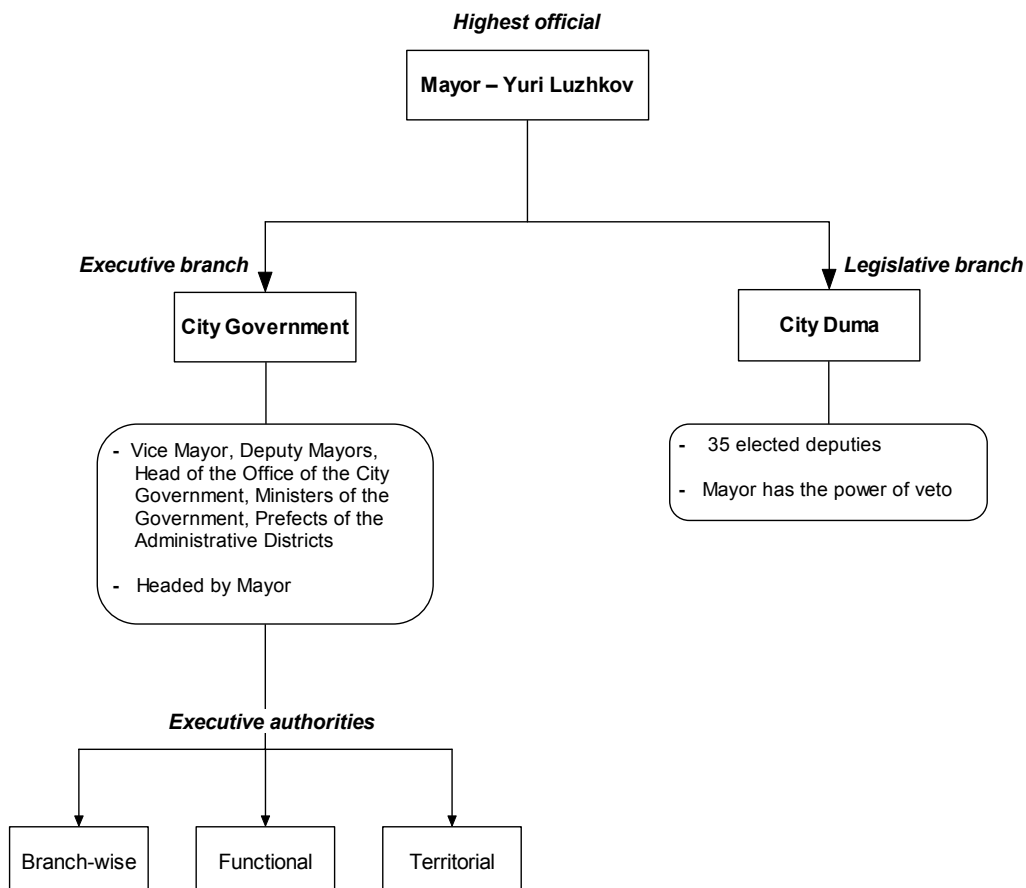 Highest official
Mayor – Yuri Luzhkov
Executive branch
Legislative branch
City Government
City Duma
- Vice Mayor, Deputy Mayors,
Head of the Office of the City
Government, Ministers of the
Government, Prefects of the
Administrative Districts
- Headed by Mayor
- 35 elected deputies
- Mayor has the power of veto
Executive authorities
Branch-wise
Functional
Territorial